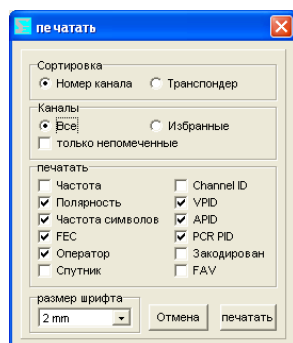 печатать
Сортировка
Номер канала Транспондер
Каналы
Все Избранные
только непомеченные
печатать
Частота Channel ID
Полярность VPID
Частота символов APID
FEC PCR PID
Оператор Закодирован
Спутник FAV
размер шрифта
2 mm Отмена печатать